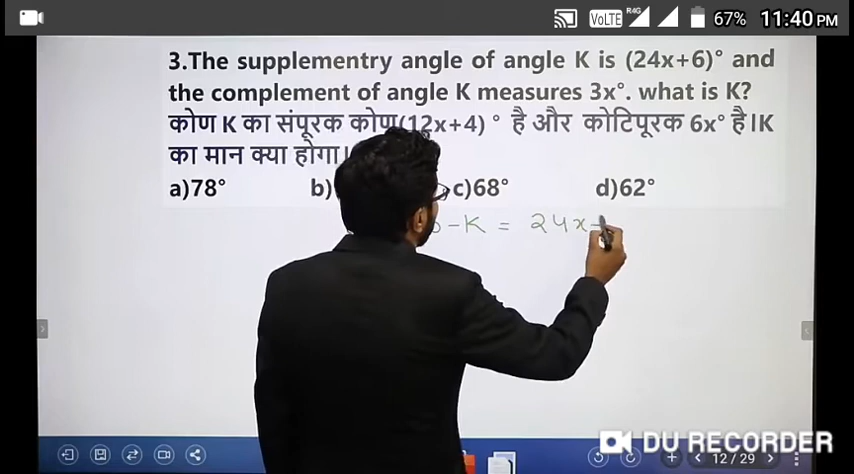 VoLTE R4G 67% 11:40 PM
3.The supplementry angle of angle K is (24x+6)° and
the complement of angle K measures 3x°. what is K?
कोण K का संपूरक कोण(12x+4) ° है और कोटिपूरक 6x° है।K
का मान क्या होगा।
a)78° b) c)68° d)62°
-K = 24x
DU RECORDER
12 / 29